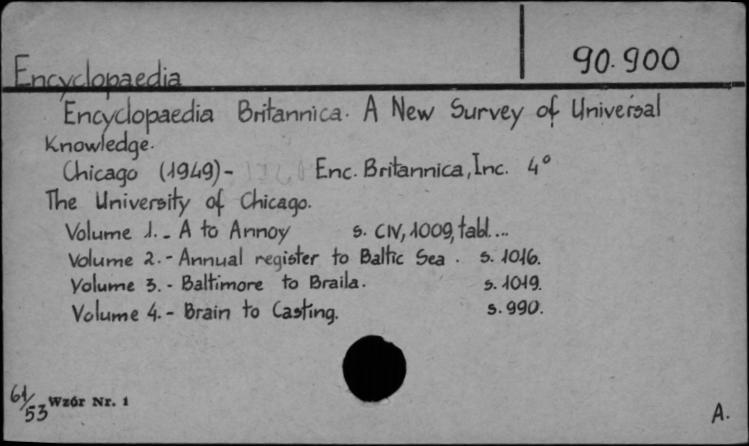 90.900
Encyclopaedia
Encyclopaedia Britannica. A New Survey of Universal
Knowledge.
Chicago (1949)- Enc. Britannica, Inc. 4°
The University of Chicago.
Volume 1. - A to Annoy s. CIV, 1009, tabl....
Volume 2. - Annual register to Baltic Sea. s. 1016.
Volume 3. - Baltimore to Braila. s. 1019.
Volume 4. - Brain to Casting. s. 990.
61/53 Wzór Nr. 1
A.